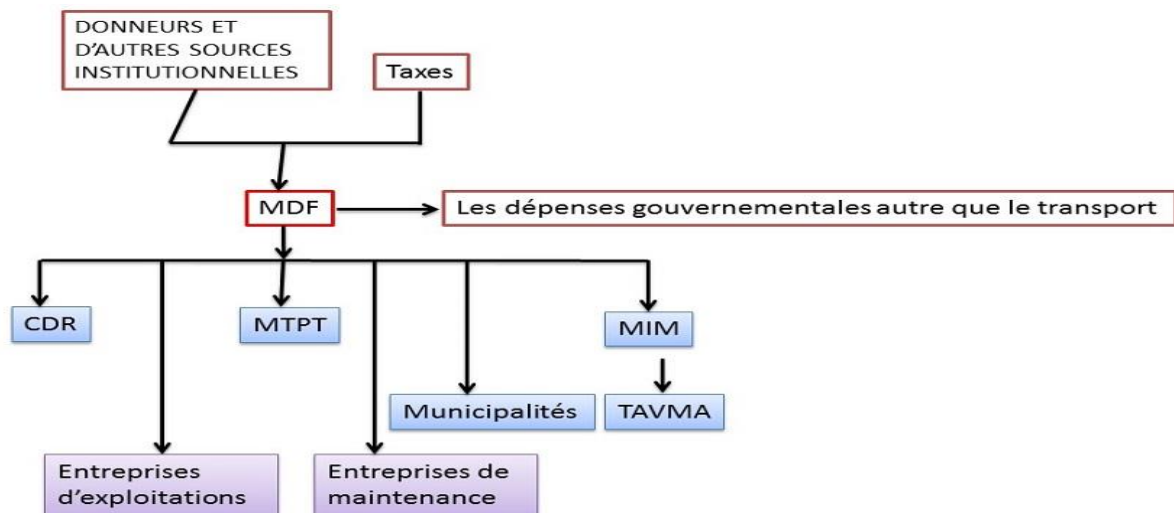 DONNEURS ET
D'AUTRES SOURCES
INSTITUTIONNELLES
Taxes
MDF
Les dépenses gouvernementales autre que le transport
CDR
MTPT
MIM
Municipalités
TAVMA
Entreprises
d'exploitations
Entreprises de
maintenance